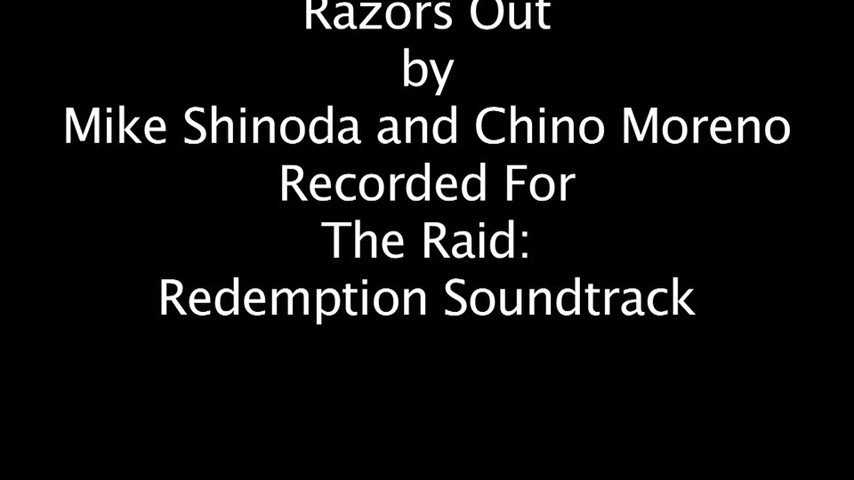 Razors Out
by
Mike Shinoda and Chino Moreno
Recorded For
The Raid:
Redemption Soundtrack